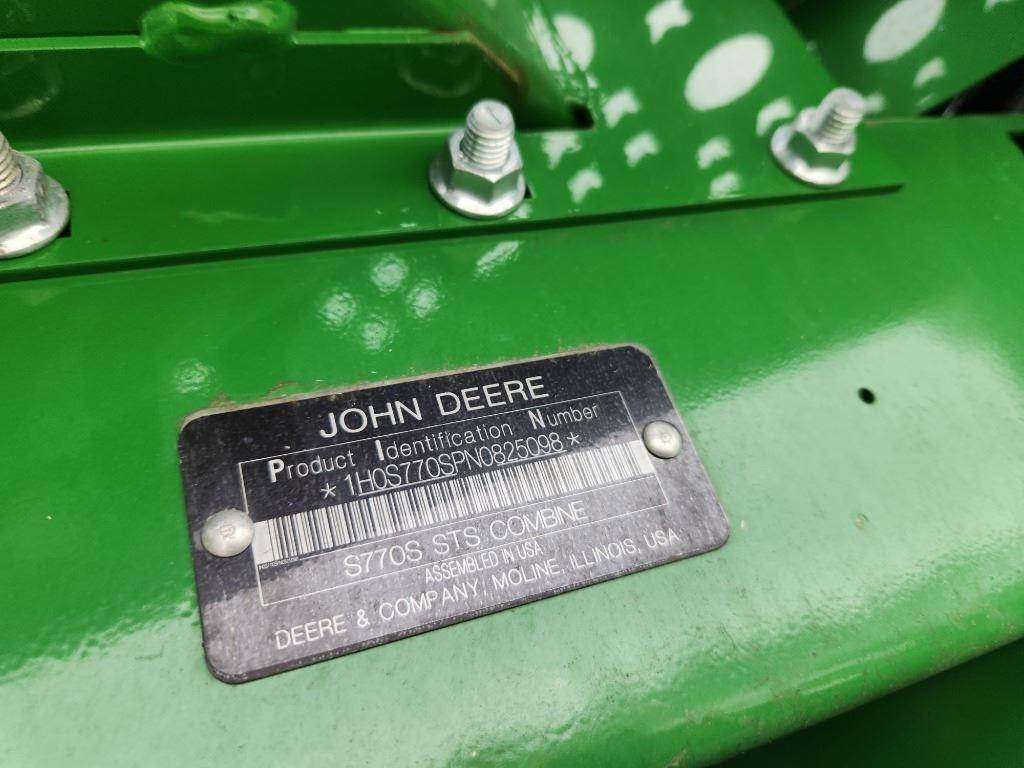 JOHN DEERE
Product Identification Number
*1H0S770SPN0825098*
S770S STS COMBINE
ASSEMBLED IN USA
DEERE & COMPANY, MOLINE, ILLINOIS, USA